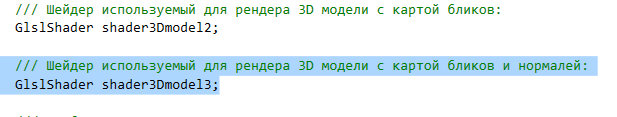 /// Шейдер используемый для рендера 3D модели с картой бликов:
GlslShader shader3Dmodel2;
/// Шейдер используемый для рендера 3D модели с картой бликов и нормалей:
GlslShader shader3Dmodel3;